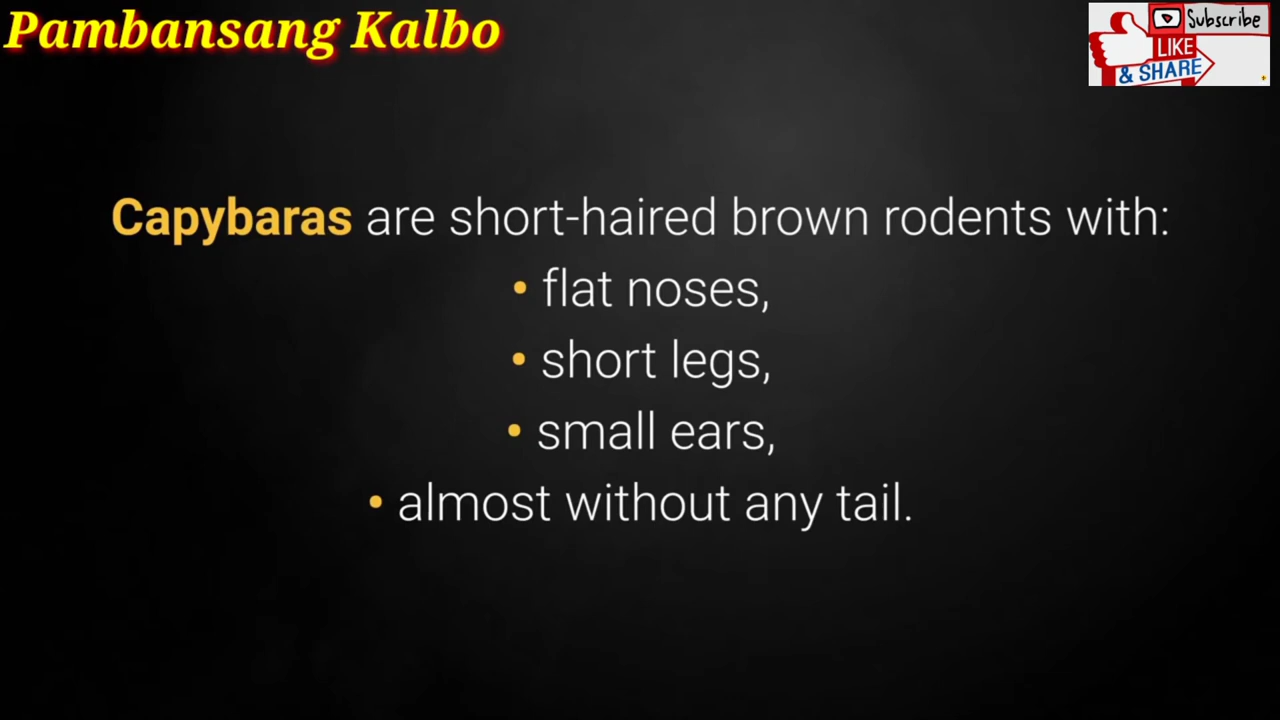 Pambansang Kalbo
Subscribe
LIKE
& SHARE
Capybaras are short-haired brown rodents with:
• flat noses,
• short legs,
• small ears,
• almost without any tail.